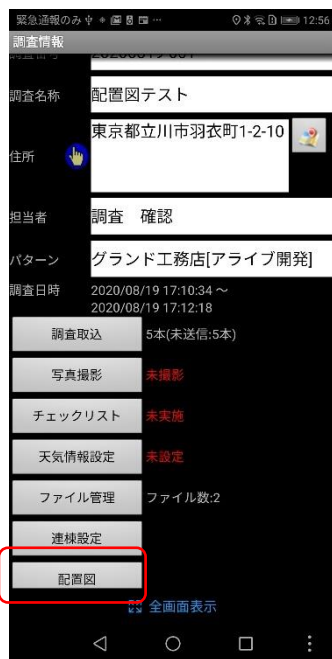 緊急通報のみ 12:56
調査情報
調査名称 配置図テスト
東京都立川市羽衣町1-2-10
住所
担当者 調査 確認
パターン グランド工務店[アライブ開発]
調査日時 2020/08/19 17:10:34 ～
2020/08/19 17:12:18
調査取込 5本(未送信:5本)
写真撮影 未撮影
チェックリスト 未実施
天気情報設定 未設定
ファイル管理 ファイル数:2
連棟設定
配置図
全画面表示